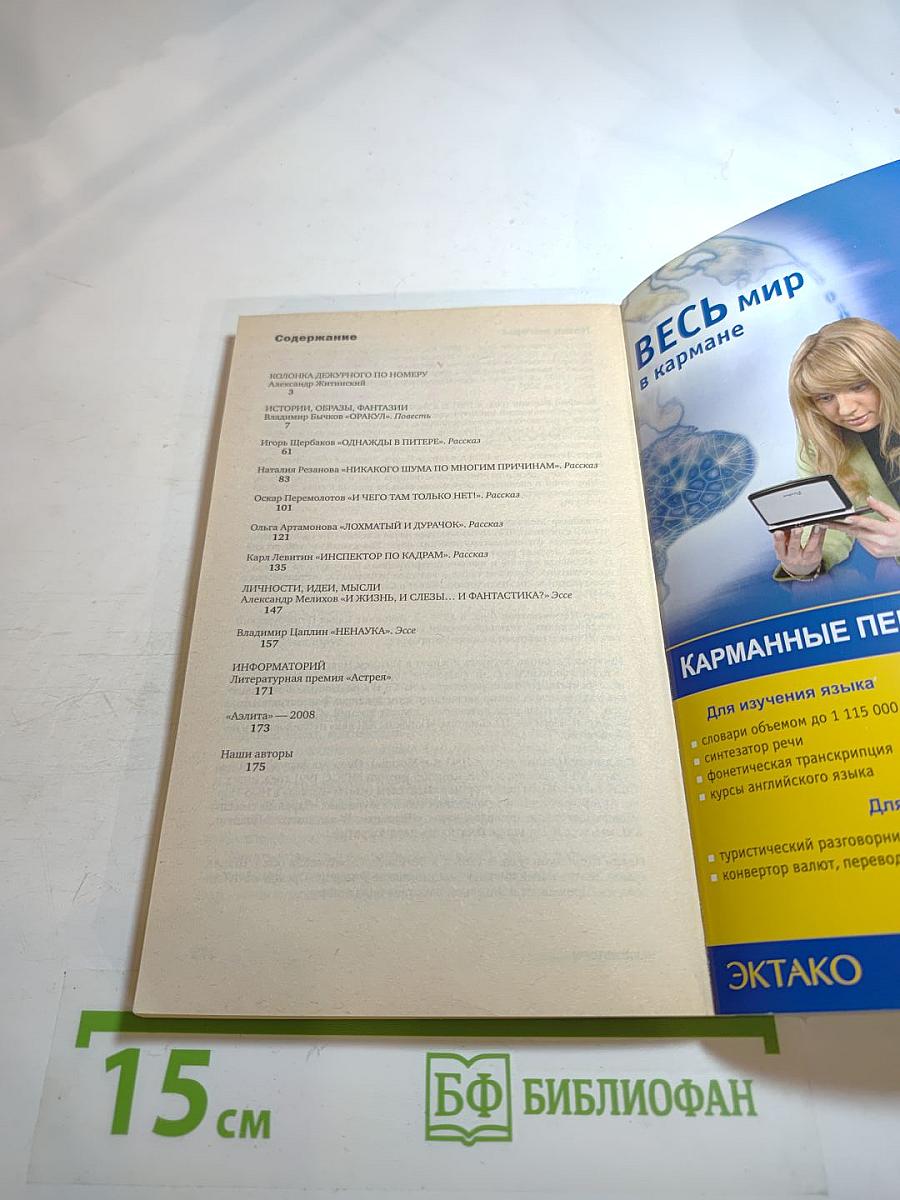 Содержание
КОЛОНКА ДЕЖУРНОГО ПО НОМЕРУ
Александр Житинский
3
ИСТОРИИ, ОБРАЗЫ, ФАНТАЗИИ
Владимир Бычков «ОРАКУЛ». Повесть
7
Игорь Щербаков «ОДНАЖДЫ В ПИТЕРЕ». Рассказ
61
Наталия Резанова «НИКАКОГО ШУМА ПО МНОГИМ ПРИЧИНАМ». Рассказ
83
Оскар Перемолотов «И ЧЕГО ТАМ ТОЛЬКО НЕТ!». Рассказ
101
Ольга Артамонова «ЛОХМАТЫЙ И ДУРАЧОК». Рассказ
121
Карл Левитин «ИНСПЕКТОР ПО КАДРАМ». Рассказ
135
ЛИЧНОСТИ, ИДЕИ, МЫСЛИ
Александр Мелихов «И ЖИЗНЬ, И СЛЕЗЫ... И ФАНТАСТИКА?» Эссе
147
Владимир Цаплин «НЕНАУКА». Эссе
157
ИНФОРМАТОРИЙ
Литературная премия «Астрея»
171
«Аэлита» — 2008
173
Наши авторы
175
ВЕСЬ мир
в кармане
КАРМАННЫЕ ПЕ
Для изучения языка
словари объемом до 1 115 000
синтезатор речи
фонетическая транскрипция
курсы английского языка
Для
туристический разговорни
конвертор валют, перевод
ЭКТАКО
15 см
БФ БИБЛИОФАН